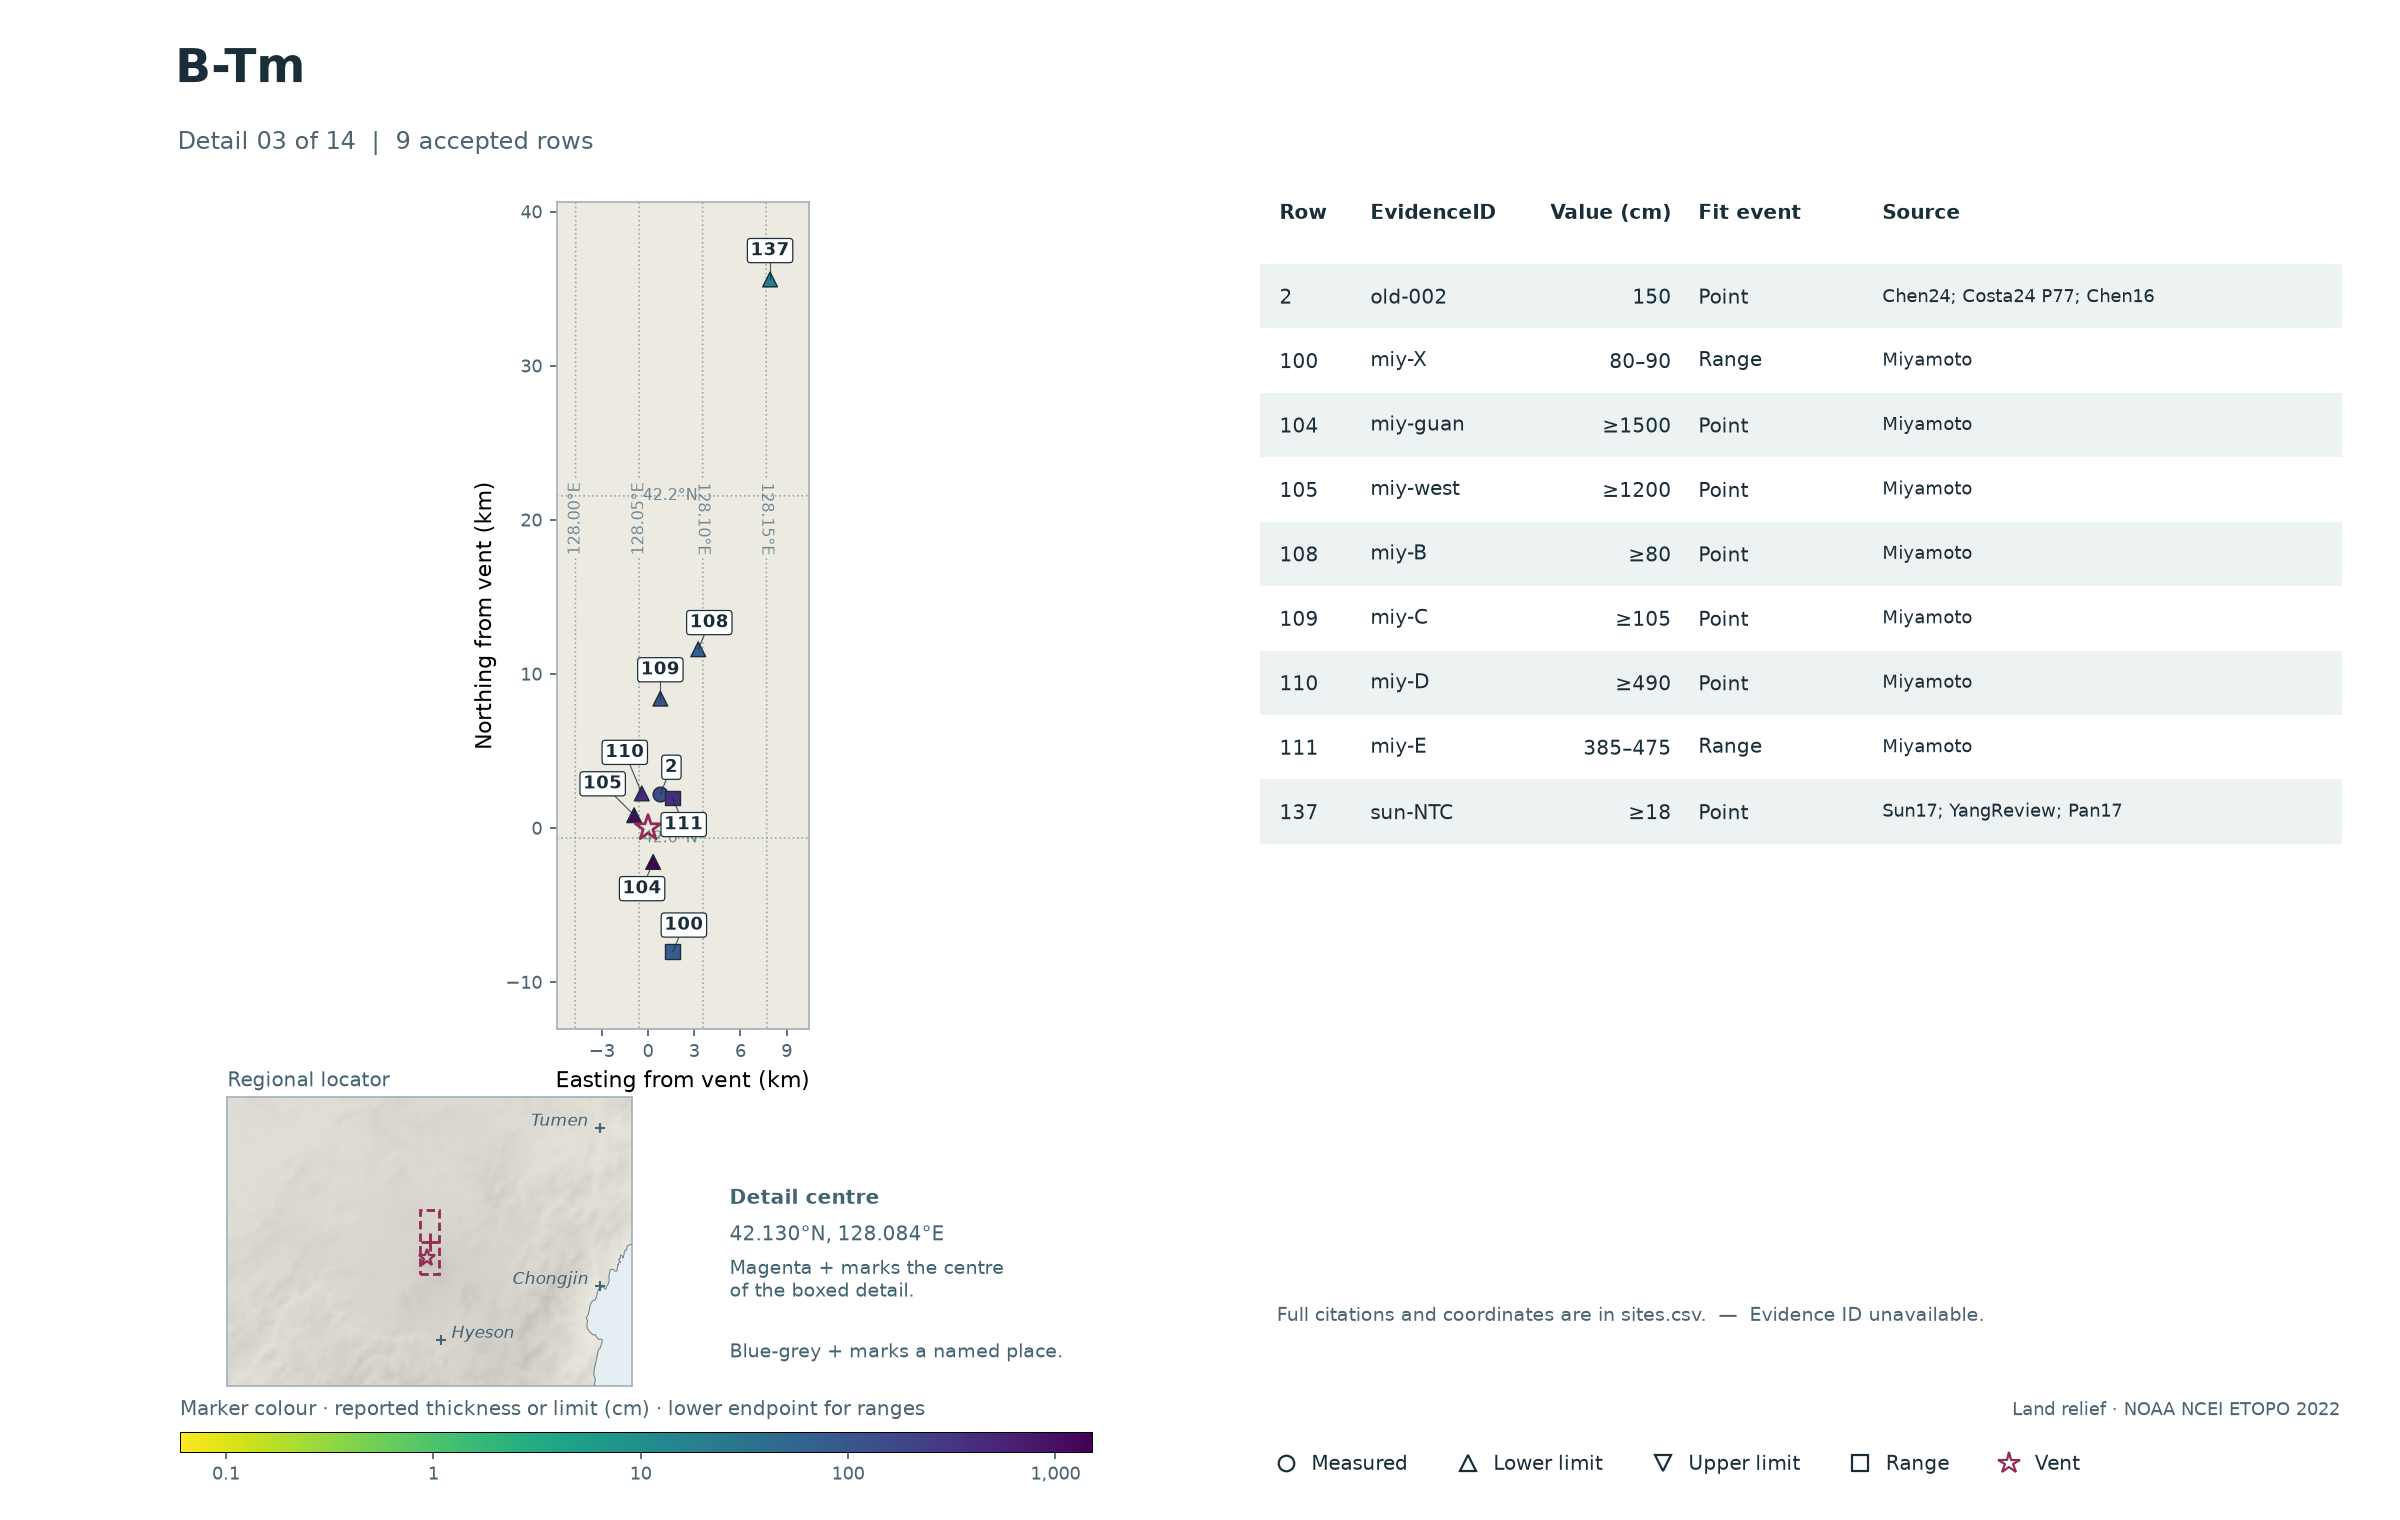 B-Tm
Detail 03 of 14 | 9 accepted rows
40
30
20
10
0
−10
Northing from vent (km)
−3 0 3 6 9
Easting from vent (km)
128.00°E
128.05°E
128.10°E
128.15°E
42.2°N
42.0°N
137
108
109
110
2
105
111
104
100
Row EvidenceID Value (cm) Fit event Source
2 old-002 150 Point Chen24; Costa24 P77; Chen16
100 miy-X 80–90 Range Miyamoto
104 miy-guan ≥1500 Point Miyamoto
105 miy-west ≥1200 Point Miyamoto
108 miy-B ≥80 Point Miyamoto
109 miy-C ≥105 Point Miyamoto
110 miy-D ≥490 Point Miyamoto
111 miy-E 385–475 Range Miyamoto
137 sun-NTC ≥18 Point Sun17; YangReview; Pan17
Regional locator
Tumen
Chongjin
Hyeson
Detail centre
42.130°N, 128.084°E
Magenta + marks the centre
of the boxed detail.
Blue-grey + marks a named place.
Full citations and coordinates are in sites.csv. — Evidence ID unavailable.
Marker colour · reported thickness or limit (cm) · lower endpoint for ranges
0.1 1 10 100 1,000
Land relief · NOAA NCEI ETOPO 2022
Measured Lower limit Upper limit Range Vent